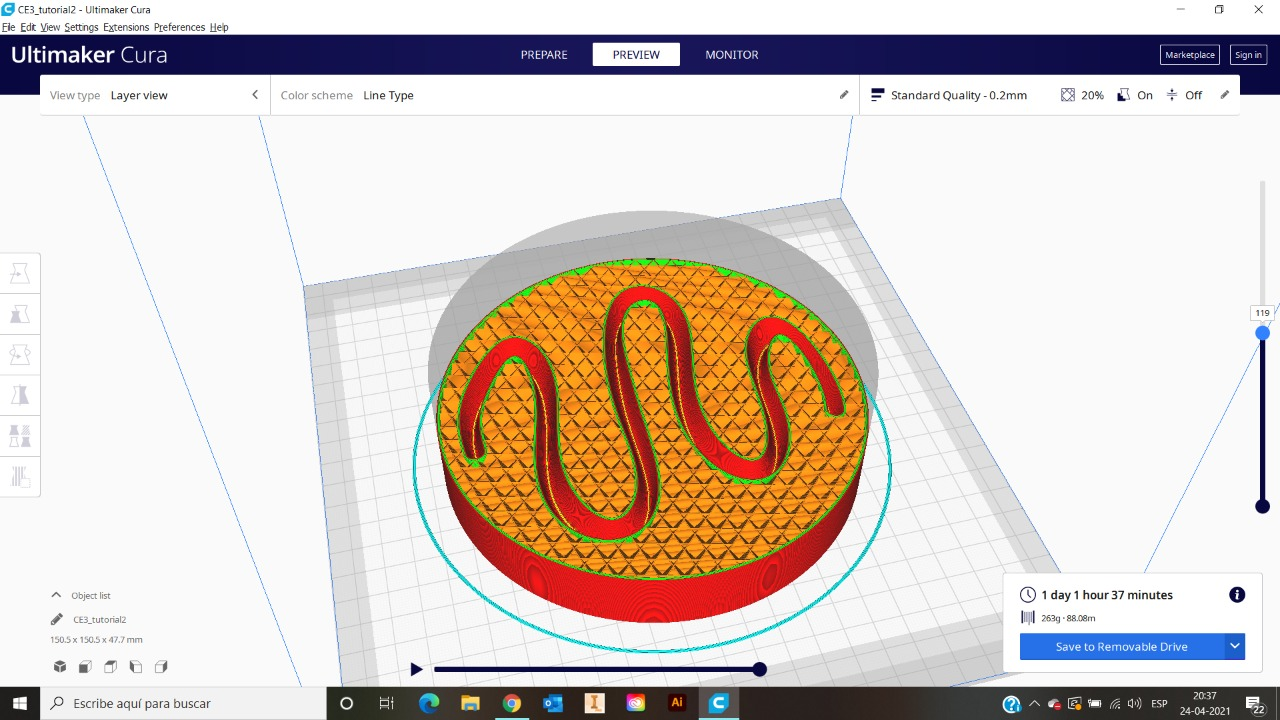 CE3_tutorial2 - Ultimaker Cura
File Edit View Settings Extensions Preferences Help
Ultimaker Cura
PREPARE
PREVIEW
MONITOR
Marketplace
Sign in
View type Layer view
Color scheme Line Type
Standard Quality - 0.2mm
20%
On
Off
119
Object list
CE3_tutorial2
150.5 x 150.5 x 47.7 mm
1 day 1 hour 37 minutes
263g · 88.08m
Save to Removable Drive
Escribe aquí para buscar
Ai
ESP
20:37
24-04-2021
22